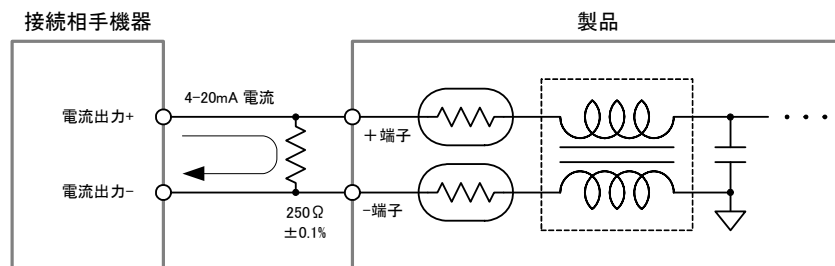 接続相手機器
製品
電流出力+
4-20mA 電流
+端子
電流出力-
-端子
250Ω
±0.1%